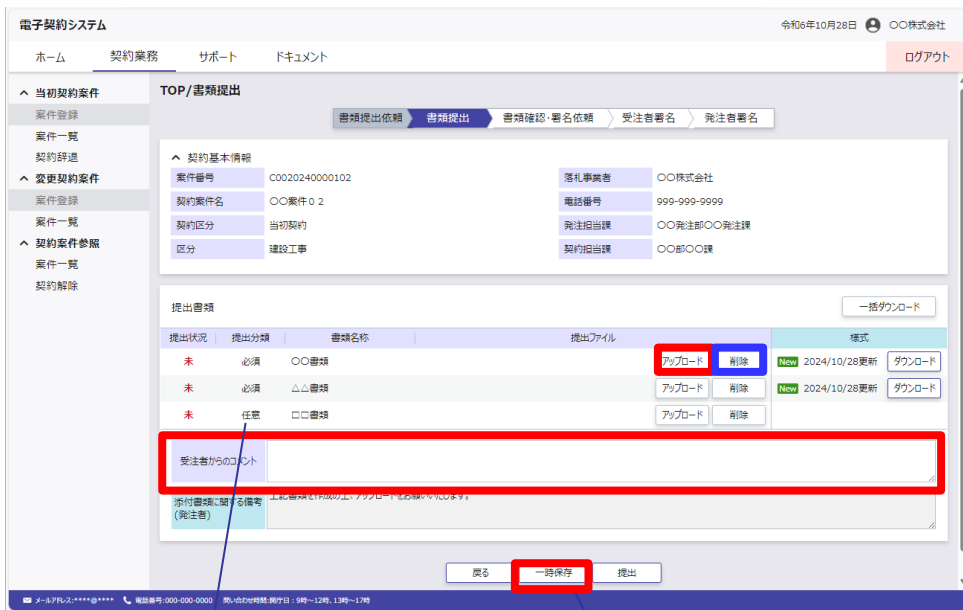 電子契約システム 令和6年10月28日 〇〇株式会社
ホーム 契約業務 サポート ドキュメント ログアウト
当初契約案件
案件登録
案件一覧
契約辞退
変更契約案件
案件登録
案件一覧
契約案件参照
案件一覧
契約解除
TOP/書類提出
書類提出依頼 書類提出 書類確認・署名依頼 受注者署名 発注者署名
契約基本情報
案件番号 C0020240000102 落札事業者 〇〇株式会社
契約案件名 〇〇案件02 電話番号 999-999-9999
契約区分 当初契約 発注担当課 〇〇発注部〇〇発注課
区分 建設工事 契約担当課 〇〇部〇〇課
提出書類 一括ダウンロード
提出状況 提出分類 書類名称 提出ファイル 様式
未 必須 〇〇書類 アップロード 削除 New 2024/10/28更新 ダウンロード
未 必須 △△書類 アップロード 削除 New 2024/10/28更新 ダウンロード
未 任意 □□書類 アップロード 削除
受注者からのコメント
添付書類に関する備考
(発注者)
上記書類を作成の上、アップロードをお願いいたします。
戻る 一時保存 提出
メールアドレス:****@**** 電話番号:000-000-0000 問い合わせ時間:開庁日:9時～12時,13時～17時